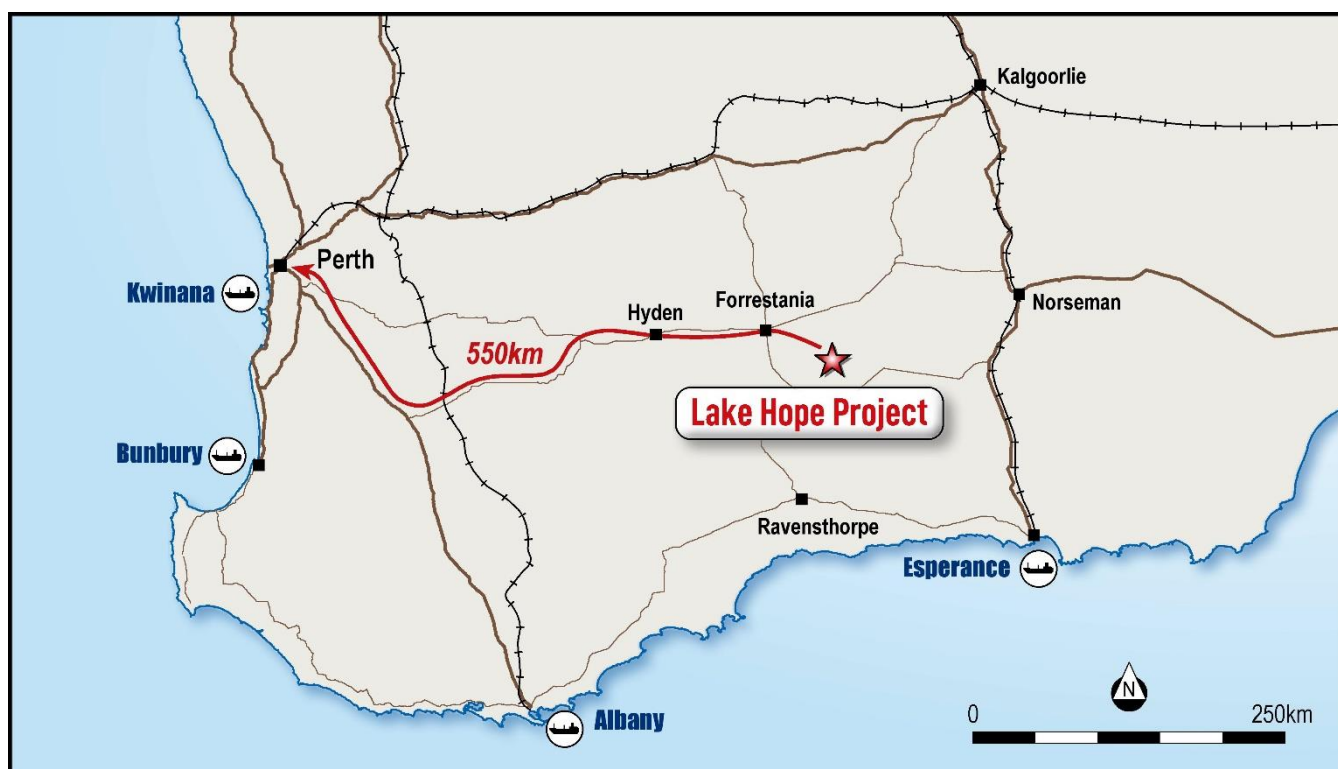 Kalgoorlie
Perth
Kwinana
Forrestania
Hyden
Norseman
550km
Lake Hope Project
Bunbury
Ravensthorpe
Esperance
Albany
N
0 250km